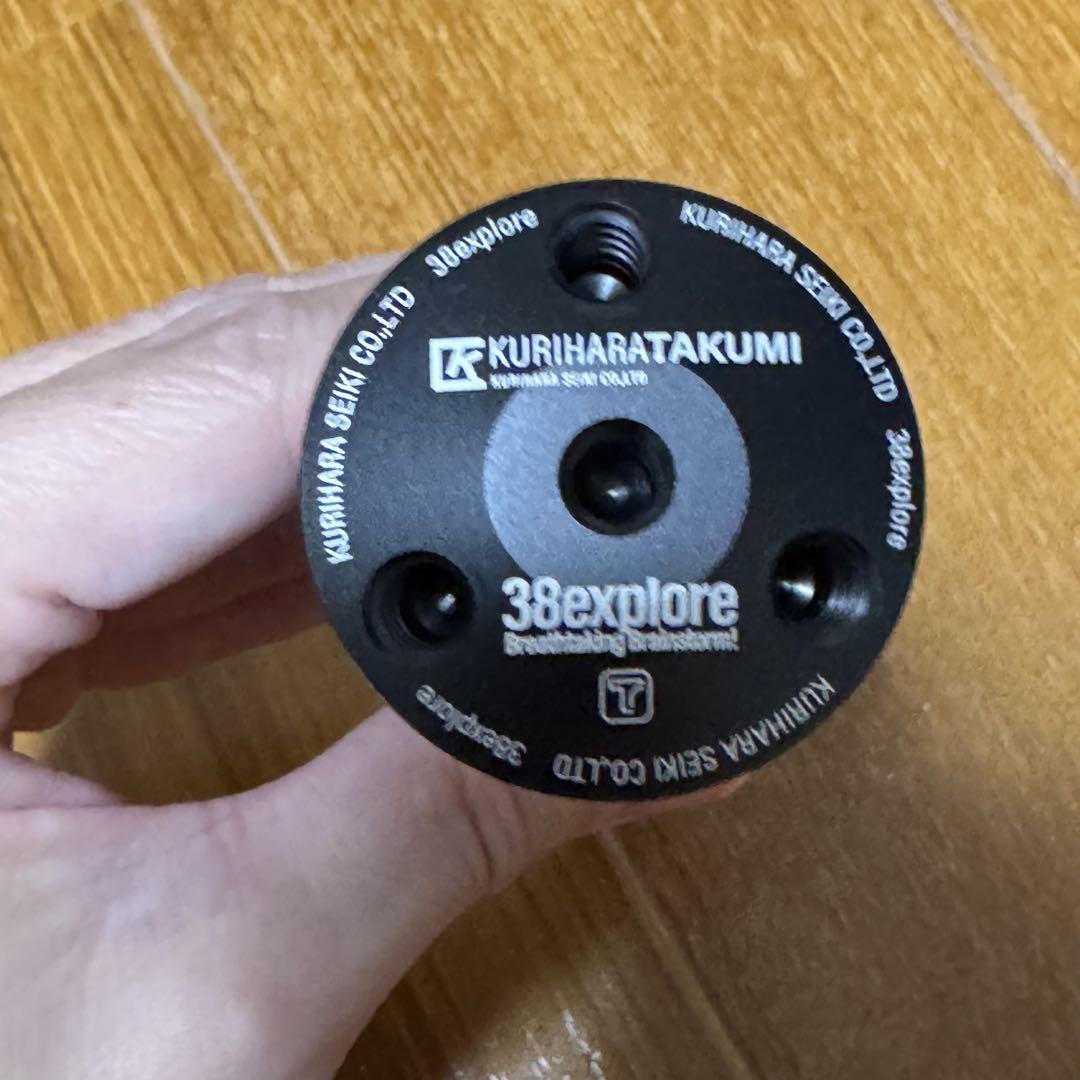 KURIHARATAKUMI
KURIHARA SEIKI CO.,LTD
38explore
Breathtaking Brainstorm!
T
KURIHARA SEIKI CO.,LTD
38explore
KURIHARA SEIKI CO.,LTD
38explore
KURIHARA SEIKI CO.,LTD
38explore